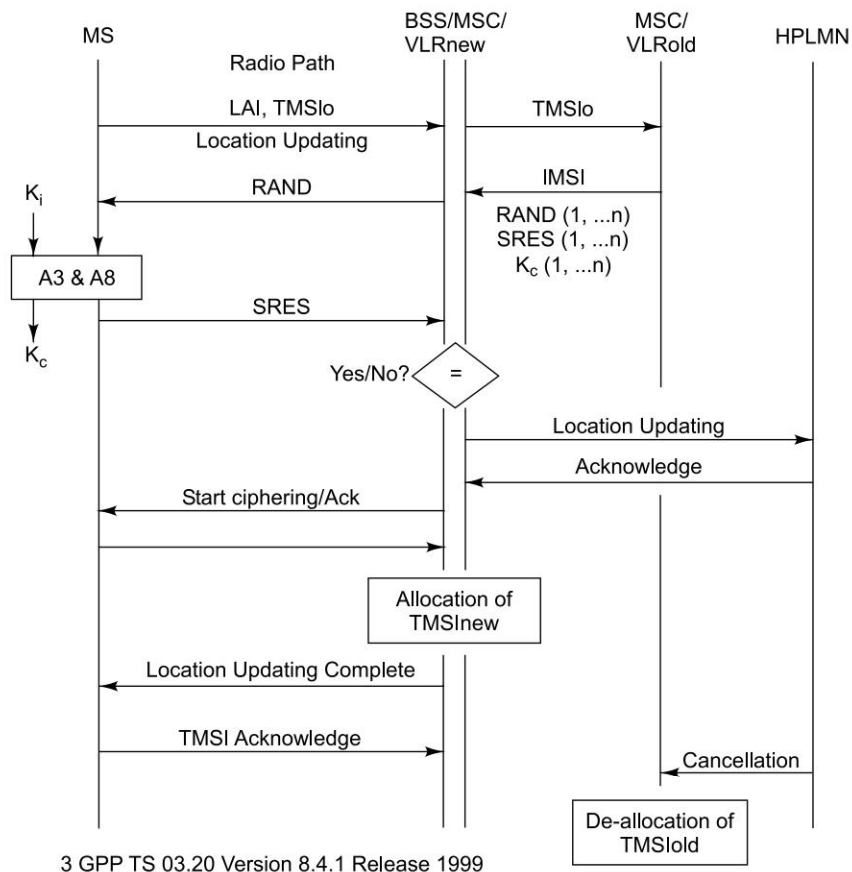 MS
BSS/MSC/
VLRnew
MSC/
VLRold
HPLMN
Radio Path
LAI, TMSIo
Location Updating
TMSIo
RAND
IMSI
RAND (1, ...n)
SRES (1, ...n)
Kc (1, ...n)
Ki
A3 & A8
Kc
SRES
Yes/No?
=
Location Updating
Acknowledge
Start ciphering/Ack
Allocation of
TMSInew
Location Updating Complete
TMSI Acknowledge
Cancellation
De-allocation of
TMSIold
3 GPP TS 03.20 Version 8.4.1 Release 1999